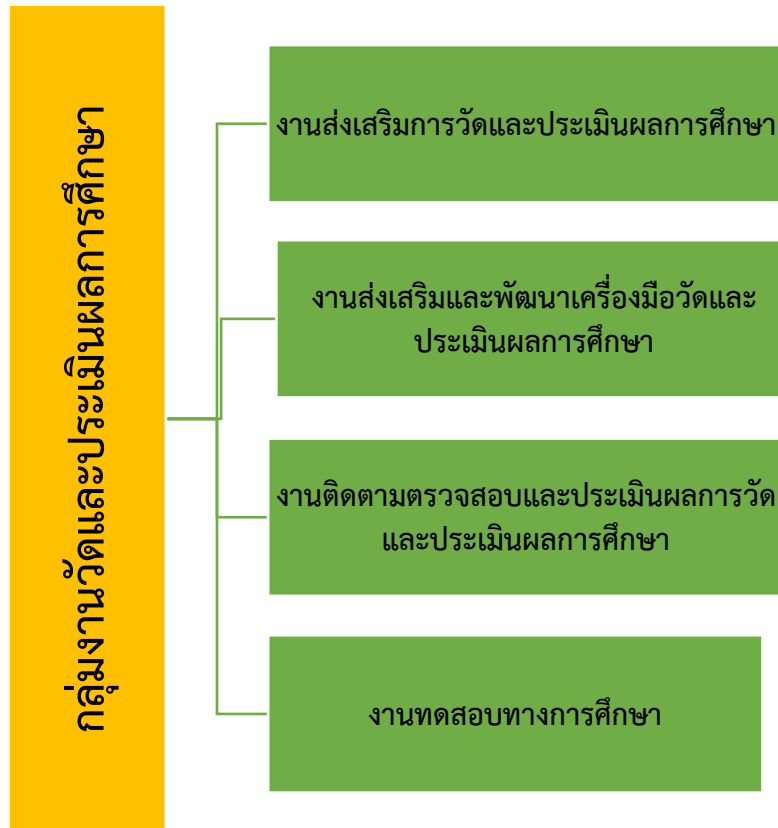 กลุ่มงานวัดและประเมินผลการศึกษา
งานส่งเสริมการวัดและประเมินผลการศึกษา
งานส่งเสริมและพัฒนาเครื่องมือวัดและ
ประเมินผลการศึกษา
งานติดตามตรวจสอบและประเมินผลการวัด
และประเมินผลการศึกษา
งานทดสอบทางการศึกษา